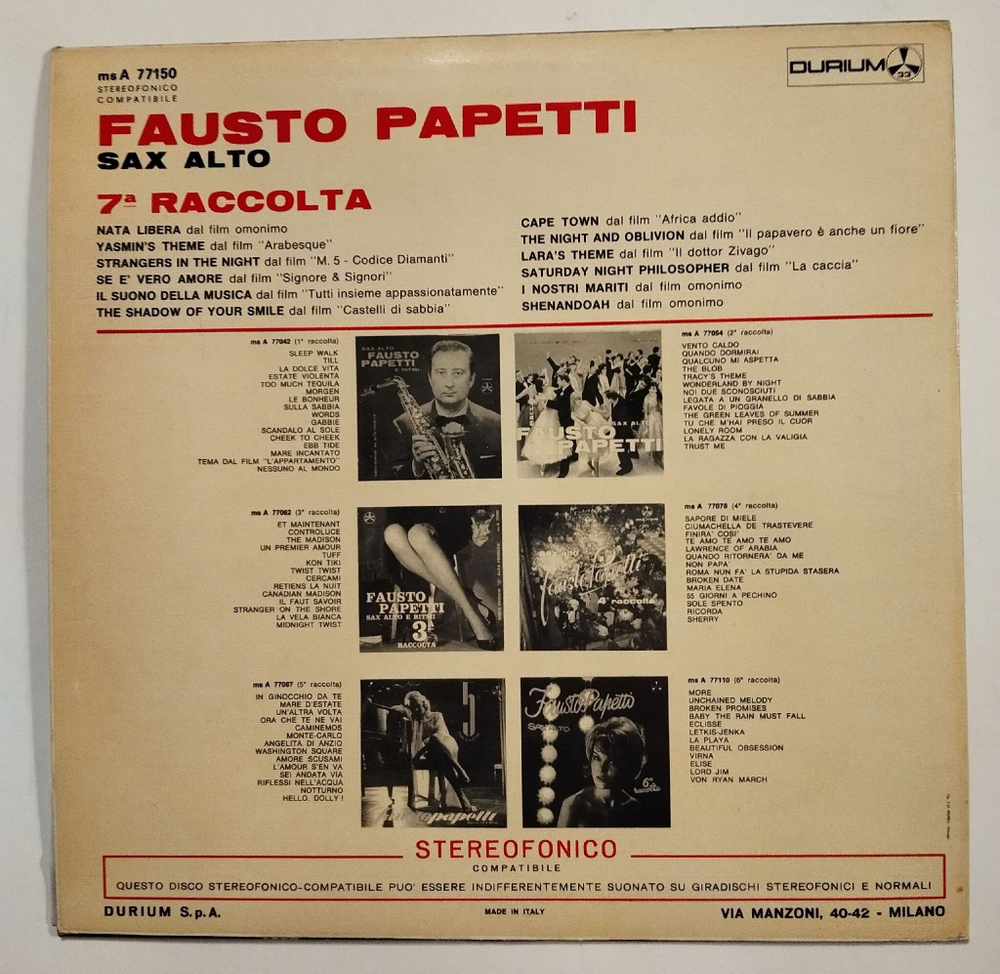 ms A 77150
STEREOFONICO
COMPATIBILE
DURIUM
33
FAUSTO PAPETTI
SAX ALTO
7ª RACCOLTA
NATA LIBERA dal film omonimo
YASMIN'S THEME dal film "Arabesque"
STRANGERS IN THE NIGHT dal film "M. 5 - Codice Diamanti"
SE E' VERO AMORE dal film "Signore & Signori"
IL SUONO DELLA MUSICA dal film "Tutti insieme appassionatamente"
THE SHADOW OF YOUR SMILE dal film "Castelli di sabbia"
CAPE TOWN dal film "Africa addio"
THE NIGHT AND OBLIVION dal film "Il papavero è anche un fiore"
LARA'S THEME dal film "Il dottor Zivago"
SATURDAY NIGHT PHILOSOPHER dal film "La caccia"
I NOSTRI MARITI dal film omonimo
SHENANDOAH dal film omonimo
ms A 77042 (1ª raccolta)
SLEEP WALK
TILL
LA DOLCE VITA
ESTATE VIOLENTA
TOO MUCH TEQUILA
MORGEN
LE BONHEUR
SULLA SABBIA
WORDS
GABBIE
SCANDALO AL SOLE
CHEEK TO CHEEK
EBB TIDE
MARE INCANTATO
TEMA DAL FILM "L'APPARTAMENTO"
NESSUNO AL MONDO
SAX ALTO
FAUSTO
PAPETTI
E RITMI
SAX ALTO
FAUSTO
PAPETTI
ms A 77054 (2ª raccolta)
VENTO CALDO
QUANDO DORMIRAI
QUALCUNO MI ASPETTA
THE BLOB
TRACY'S THEME
WONDERLAND BY NIGHT
NOI DUE SCONOSCIUTI
LEGATA A UN GRANELLO DI SABBIA
FAVOLE DI PIOGGIA
THE GREEN LEAVES OF SUMMER
TU CHE M'HAI PRESO IL CUOR
LONELY ROOM
LA RAGAZZA CON LA VALIGIA
TRUST ME
ms A 77062 (3ª raccolta)
ET MAINTENANT
CONTROLUCE
THE MADISON
UN PREMIER AMOUR
TUFF
KON TIKI
TWIST TWIST
CERCAMI
RETIENS LA NUIT
CANADIAN MADISON
IL FAUT SAVOIR
STRANGER ON THE SHORE
LA VELA BIANCA
MIDNIGHT TWIST
FAUSTO
PAPETTI
SAX ALTO E RITMI
3ª
RACCOLTA
fausto Papetti
4ª raccolta
ms A 77078 (4ª raccolta)
SAPORE DI MIELE
CIUMACHELLA DE TRASTEVERE
FINIRA' COSI'
TE AMO TE AMO TE AMO
LAWRENCE OF ARABIA
QUANDO RITORNERA' DA ME
NON PAPA'
ROMA NUN FA' LA STUPIDA STASERA
BROKEN DATE
MARIA ELENA
55 GIORNI A PECHINO
SOLE SPENTO
RICORDA
SHERRY
ms A 77087 (5ª raccolta)
IN GINOCCHIO DA TE
MARE D'ESTATE
UN'ALTRA VOLTA
ORA CHE TE NE VAI
CAMINEMOS
MONTE-CARLO
ANGELITA DI ANZIO
WASHINGTON SQUARE
AMORE SCUSAMI
L'AMOUR S'EN VA
SEI ANDATA VIA
RIFLESSI NELL'ACQUA
NOTTURNO
HELLO, DOLLY !
5
faustopapetti
Fausto Papetti
SAX ALTO
6ª
raccolta
ms A 77110 (6ª raccolta)
MORE
UNCHAINED MELODY
BROKEN PROMISES
BABY THE RAIN MUST FALL
ECLISSE
LETKIS-JENKA
LA PLAYA
BEAUTIFUL OBSESSION
VIRNA
ELISE
LORD JIM
VON RYAN MARCH
STEREOFONICO
COMPATIBILE
QUESTO DISCO STEREOFONICO-COMPATIBILE PUO' ESSERE INDIFFERENTEMENTE SUONATO SU GIRADISCHI STEREOFONICI E NORMALI
DURIUM S.p.A.
MADE IN ITALY
VIA MANZONI, 40-42 - MILANO